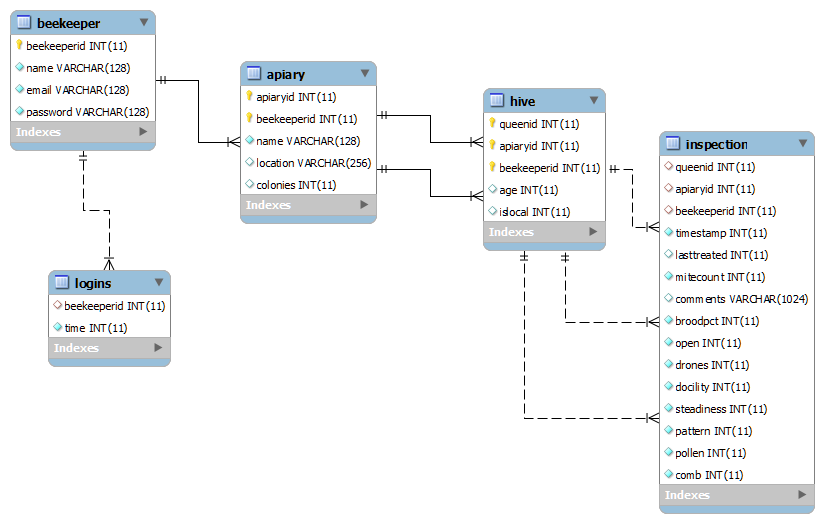 beekeeper
beekeeperid INT(11)
name VARCHAR(128)
email VARCHAR(128)
password VARCHAR(128)
Indexes
apiary
apiaryid INT(11)
beekeeperid INT(11)
name VARCHAR(128)
location VARCHAR(256)
colonies INT(11)
Indexes
hive
queenid INT(11)
apiaryid INT(11)
beekeeperid INT(11)
age INT(11)
islocal INT(11)
Indexes
inspection
queenid INT(11)
apiaryid INT(11)
beekeeperid INT(11)
timestamp INT(11)
lasttreated INT(11)
mitecount INT(11)
comments VARCHAR(1024)
broodpct INT(11)
open INT(11)
drones INT(11)
docility INT(11)
steadiness INT(11)
pattern INT(11)
pollen INT(11)
comb INT(11)
Indexes
logins
beekeeperid INT(11)
time INT(11)
Indexes